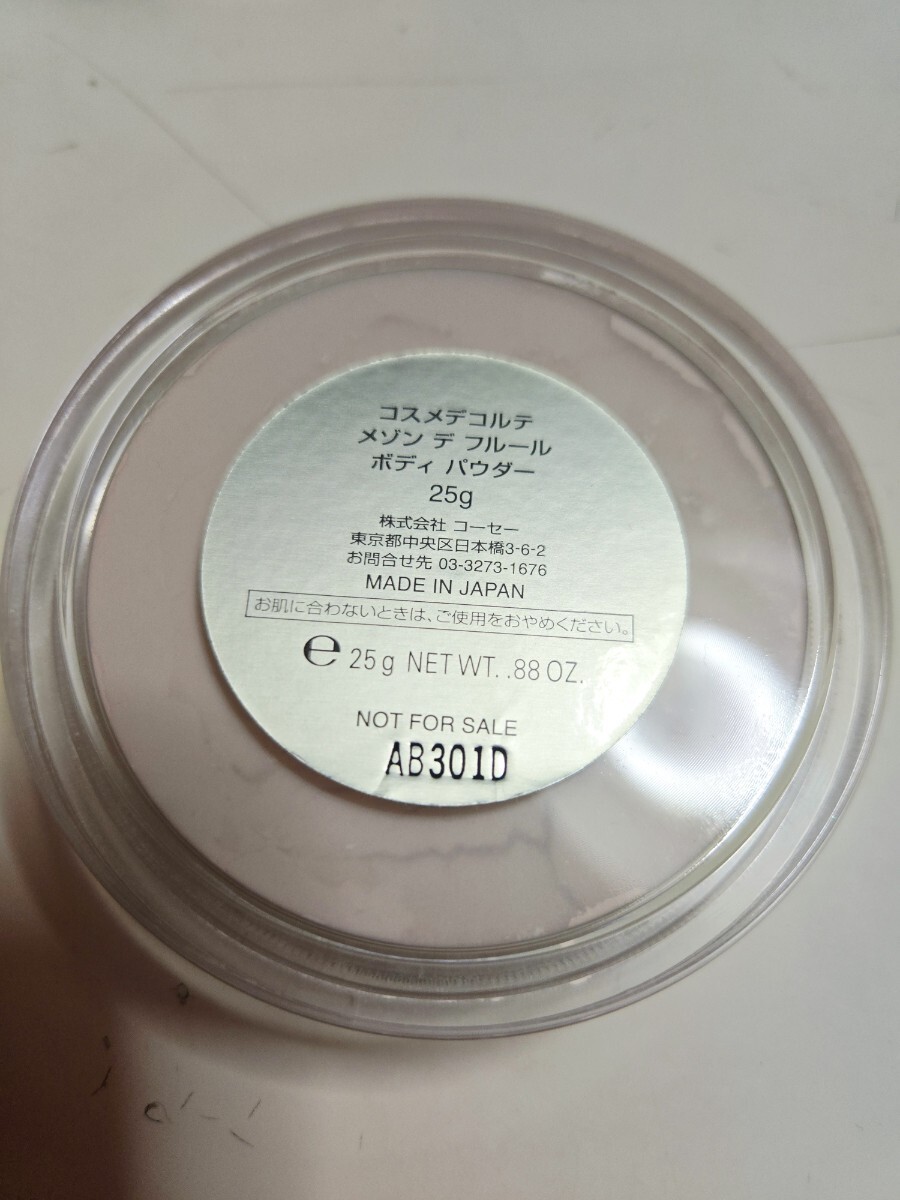 コスメデコルテ
メゾン デ フルール
ボディ パウダー
25g
株式会社 コーセー
東京都中央区日本橋3-6-2
お問合せ先 03-3273-1676
MADE IN JAPAN
お肌に合わないときは、ご使用をおやめください。
℮ 25g NET WT. .88 OZ.
NOT FOR SALE
AB301D